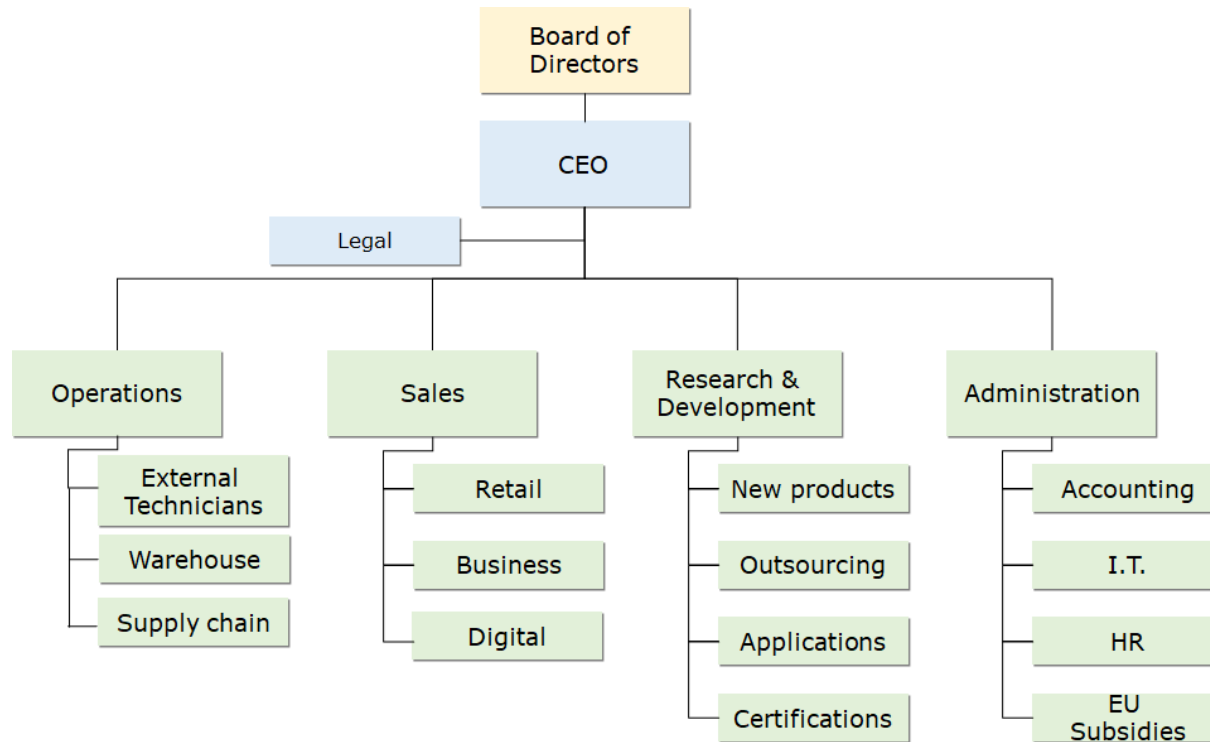 Board of
Directors
CEO
Legal
Operations
Sales
Research &
Development
Administration
External
Technicians
Warehouse
Supply chain
Retail
Business
Digital
New products
Outsourcing
Applications
Certifications
Accounting
I.T.
HR
EU
Subsidies